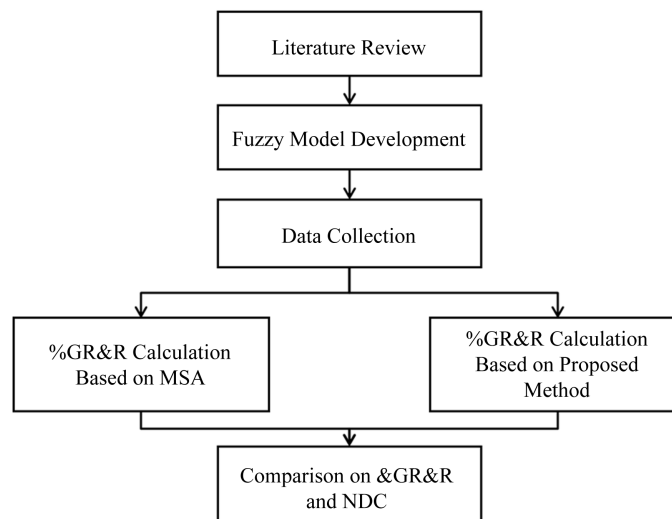 Literature Review
Fuzzy Model Development
Data Collection
%GR&R Calculation
Based on MSA
%GR&R Calculation
Based on Proposed
Method
Comparison on &GR&R
and NDC